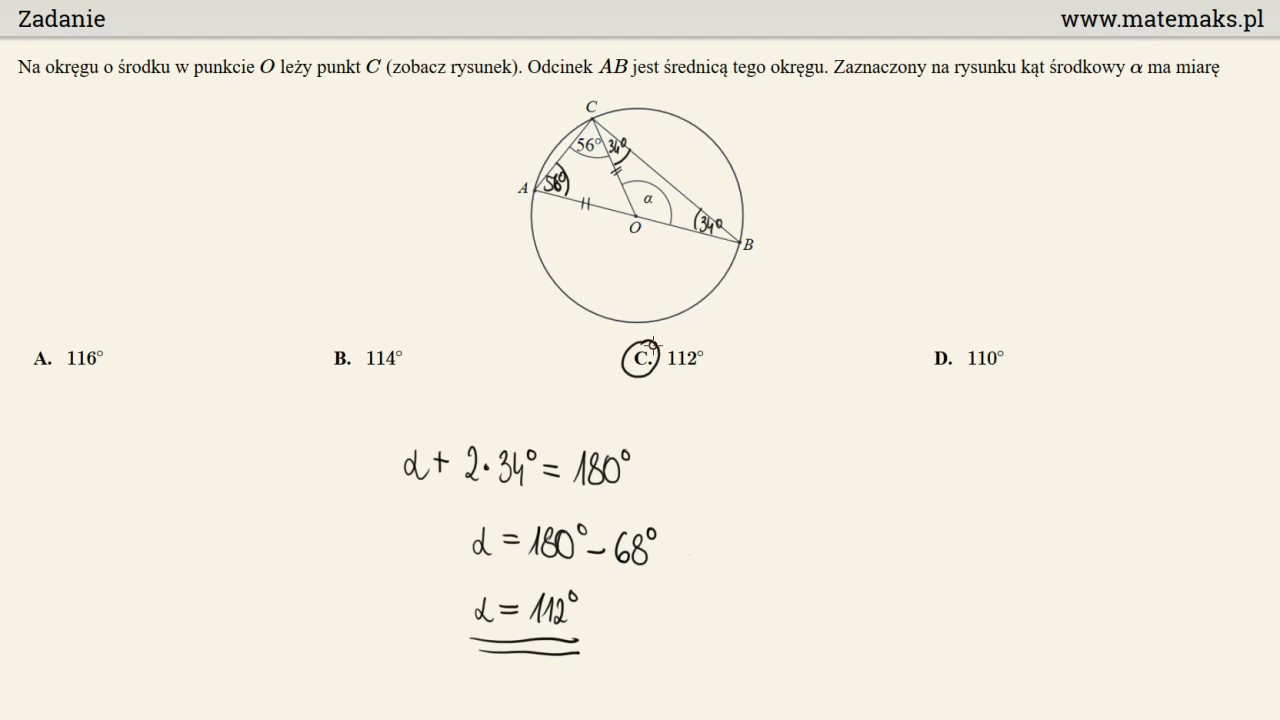 Zadanie
www.matemaks.pl
Na okręgu o środku w punkcie O leży punkt C (zobacz rysunek). Odcinek AB jest średnicą tego okręgu. Zaznaczony na rysunku kąt środkowy α ma miarę
C
56° 34°
A 56°
α
34°
O
B
A. 116° B. 114° C. 112° D. 110°
α + 2·34° = 180°
α = 180° − 68°
α = 112°